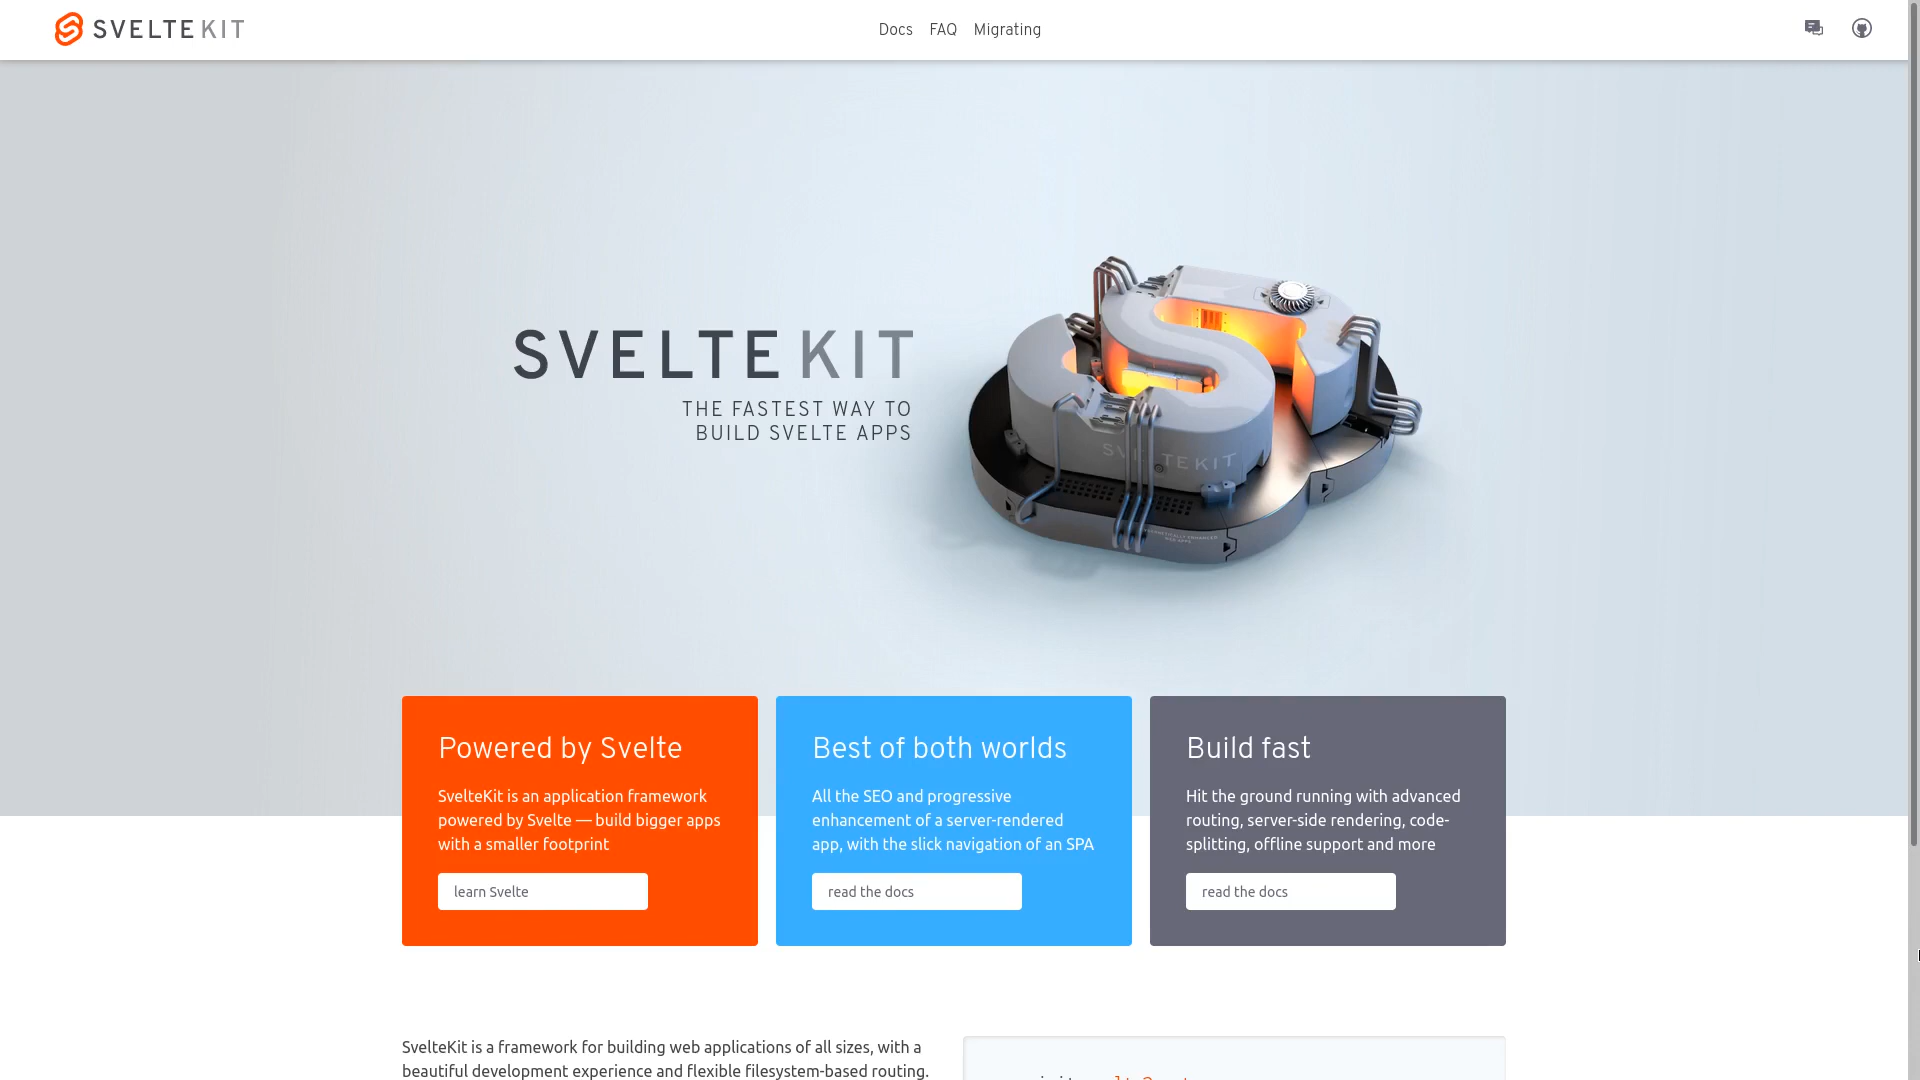 SVELTE KIT
Docs FAQ Migrating
SVELTE KIT
THE FASTEST WAY TO
BUILD SVELTE APPS
Powered by Svelte
SvelteKit is an application framework
powered by Svelte — build bigger apps
with a smaller footprint
learn Svelte
Best of both worlds
All the SEO and progressive
enhancement of a server-rendered
app, with the slick navigation of an SPA
read the docs
Build fast
Hit the ground running with advanced
routing, server-side rendering, code-
splitting, offline support and more
read the docs
SvelteKit is a framework for building web applications of all sizes, with a
beautiful development experience and flexible filesystem-based routing.